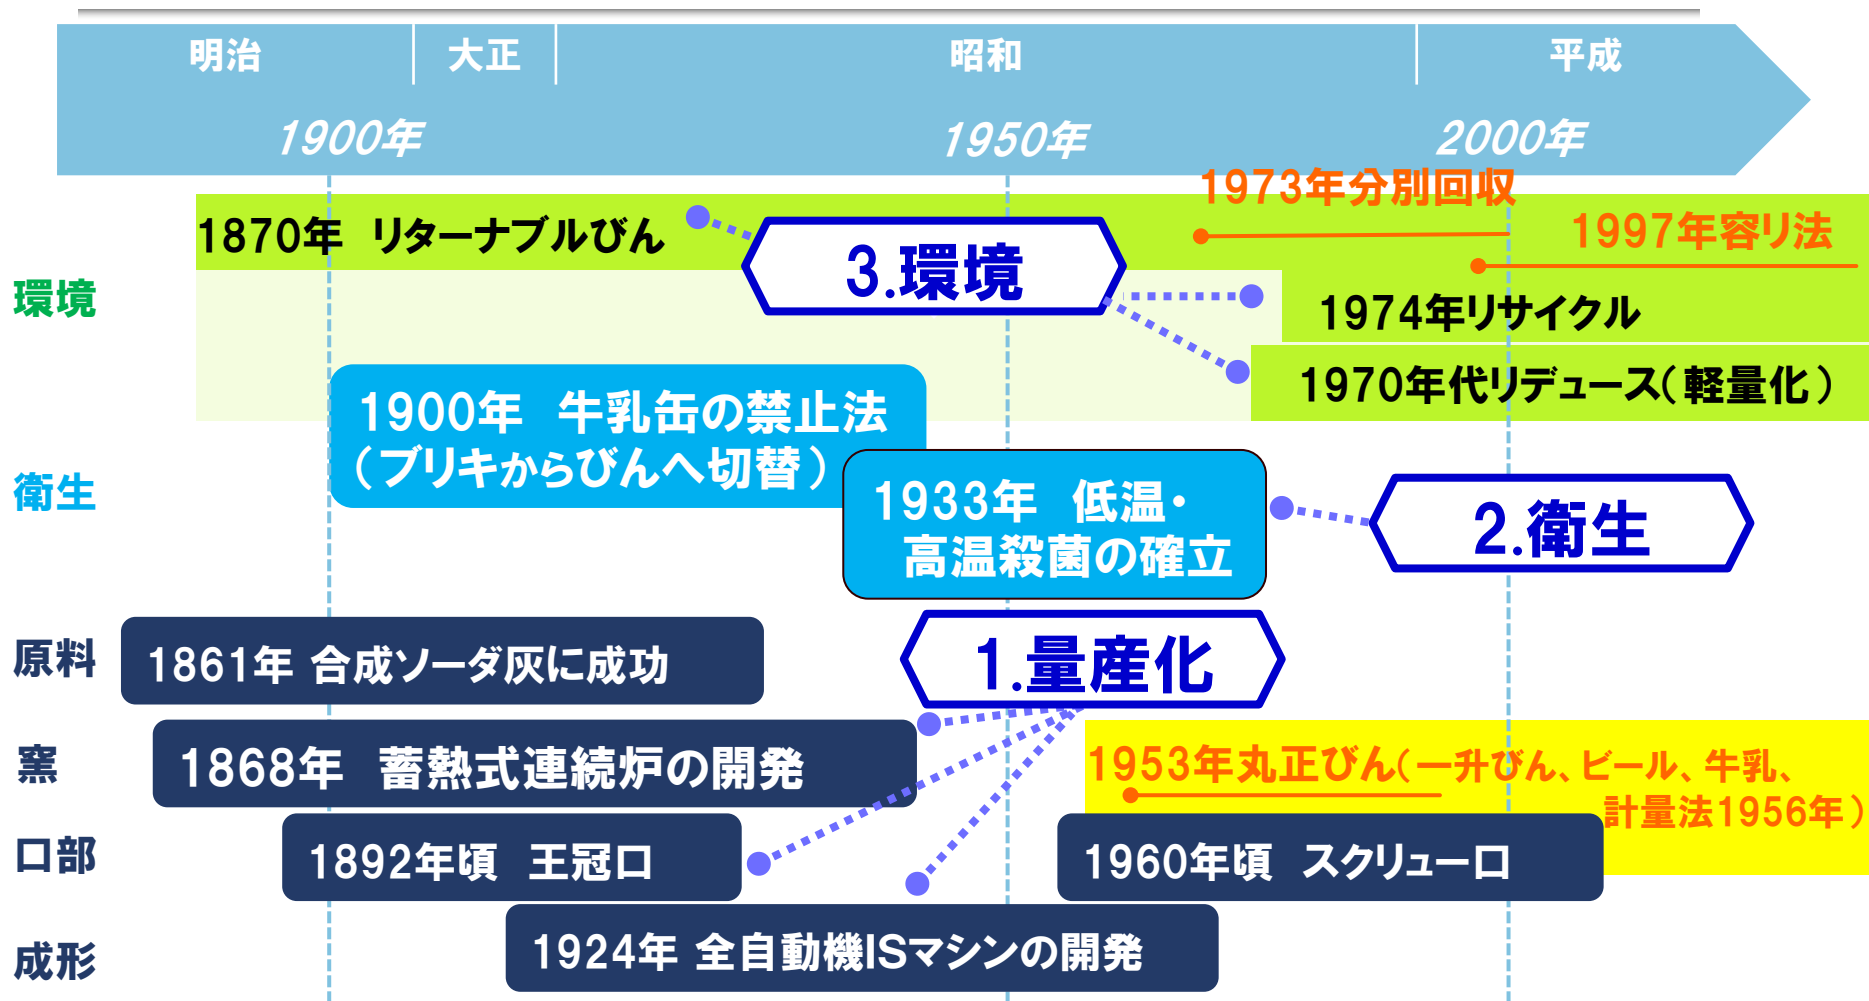 明治
大正
昭和
平成
1900年
1950年
2000年
1973年分別回収
1870年 リターナブルびん
1997年容リ法
3.環境
環境
1974年リサイクル
1970年代リデュース(軽量化)
1900年 牛乳缶の禁止法
(ブリキからびんへ切替)
衛生
1933年 低温・
高温殺菌の確立
2.衛生
原料
1861年 合成ソーダ灰に成功
1.量産化
窯
1868年 蓄熱式連続炉の開発
1953年丸正びん(一升びん、ビール、牛乳、
計量法1956年)
口部
1892年頃 王冠口
1960年頃 スクリュー口
成形
1924年 全自動機ISマシンの開発